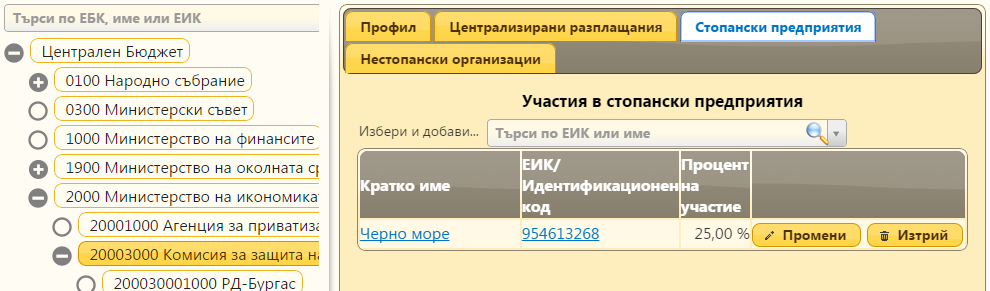 Търси по ЕБК, име или ЕИК
Централен Бюджет
0100 Народно събрание
0300 Министерски съвет
1000 Министерство на финансите
1900 Министерство на околната ср
2000 Министерство на икономикат
20001000 Агенция за приватиза
20003000 Комисия за защита на
200030001000 РД-Бургас
Профил
Централизирани разплащания
Стопански предприятия
Нестопански организации
Участия в стопански предприятия
Избери и добави...
Търси по ЕИК или име
Кратко име
ЕИК/
Идентификационен
код
Процент
на
участие
Черно море
954613268
25,00 %
Промени
Изтрий